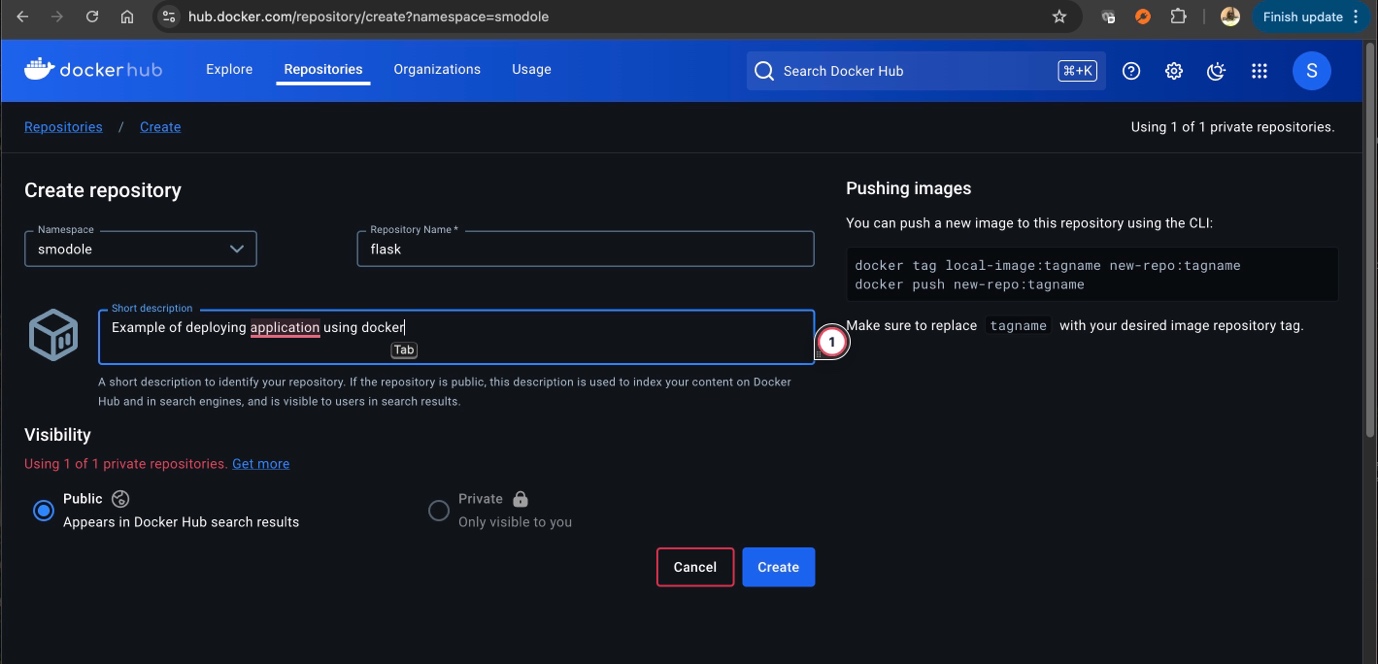 hub.docker.com/repository/create?namespace=smodole
Finish update
dockerhub
Explore
Repositories
Organizations
Usage
Search Docker Hub
⌘+K
S
Repositories / Create
Using 1 of 1 private repositories.
Create repository
Namespace
smodole
Repository Name *
flask
Short description
Example of deploying application using docker
Tab
1
A short description to identify your repository. If the repository is public, this description is used to index your content on Docker
Hub and in search engines, and is visible to users in search results.
Visibility
Using 1 of 1 private repositories. Get more
Public
Appears in Docker Hub search results
Private
Only visible to you
Cancel
Create
Pushing images
You can push a new image to this repository using the CLI:
docker tag local-image:tagname new-repo:tagname
docker push new-repo:tagname
Make sure to replace tagname with your desired image repository tag.